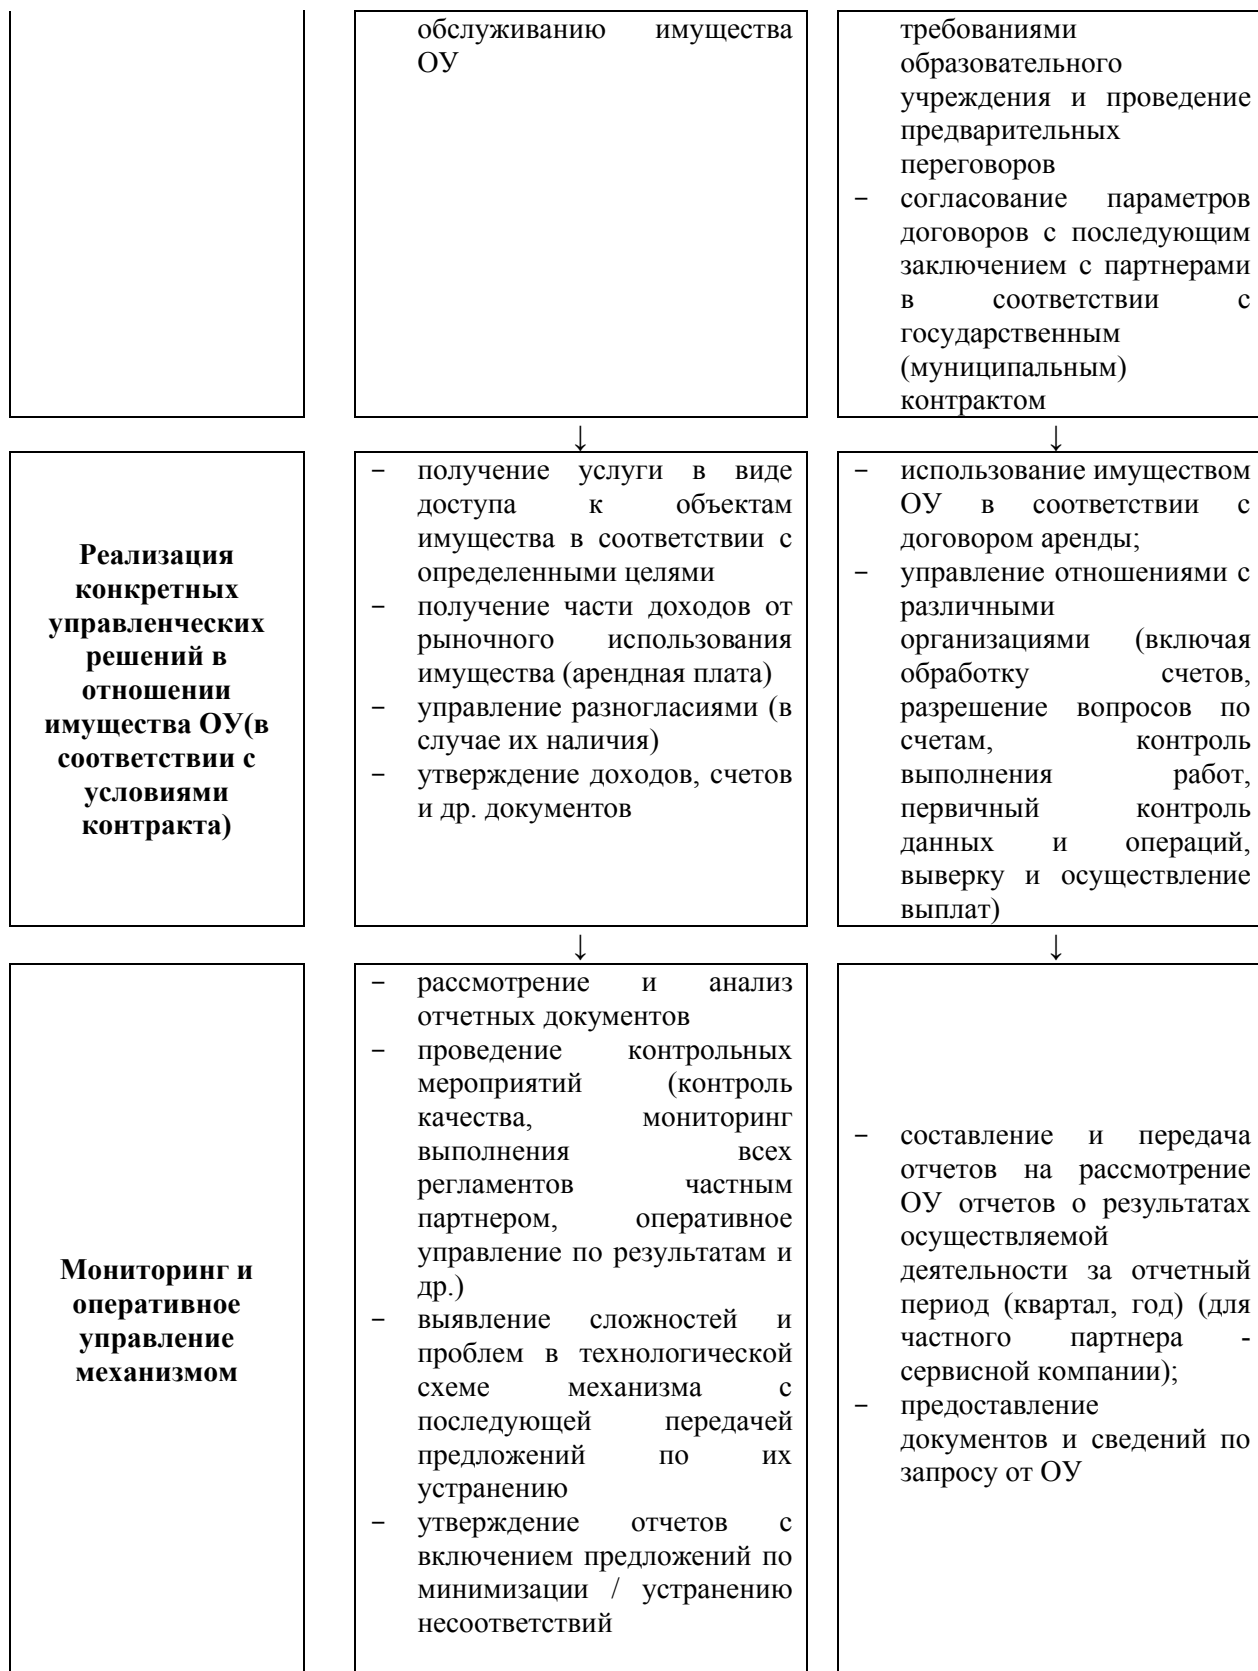 обслуживанию имущества
ОУ
требованиями
образовательного
учреждения и проведение
предварительных
переговоров
– согласование параметров
договоров с последующим
заключением с партнерами
в соответствии с
государственным
(муниципальным)
контрактом
↓
↓
Реализация
конкретных
управленческих
решений в
отношении
имущества ОУ(в
соответствии с
условиями
контракта)
– получение услуги в виде
доступа к объектам
имущества в соответствии с
определенными целями
– получение части доходов от
рыночного использования
имущества (арендная плата)
– управление разногласиями (в
случае их наличия)
– утверждение доходов, счетов
и др. документов
– использование имуществом
ОУ в соответствии с
договором аренды;
– управление отношениями с
различными
организациями (включая
обработку счетов,
разрешение вопросов по
счетам, контроль
выполнения работ,
первичный контроль
данных и операций,
выверку и осуществление
выплат)
↓
↓
Мониторинг и
оперативное
управление
механизмом
– рассмотрение и анализ
отчетных документов
– проведение контрольных
мероприятий (контроль
качества, мониторинг
выполнения всех
регламентов частным
партнером, оперативное
управление по результатам и
др.)
– выявление сложностей и
проблем в технологической
схеме механизма с
последующей передачей
предложений по их
устранению
– утверждение отчетов с
включением предложений по
минимизации / устранению
несоответствий
– составление и передача
отчетов на рассмотрение
ОУ отчетов о результатах
осуществляемой
деятельности за отчетный
период (квартал, год) (для
частного партнера -
сервисной компании);
– предоставление
документов и сведений по
запросу от ОУ